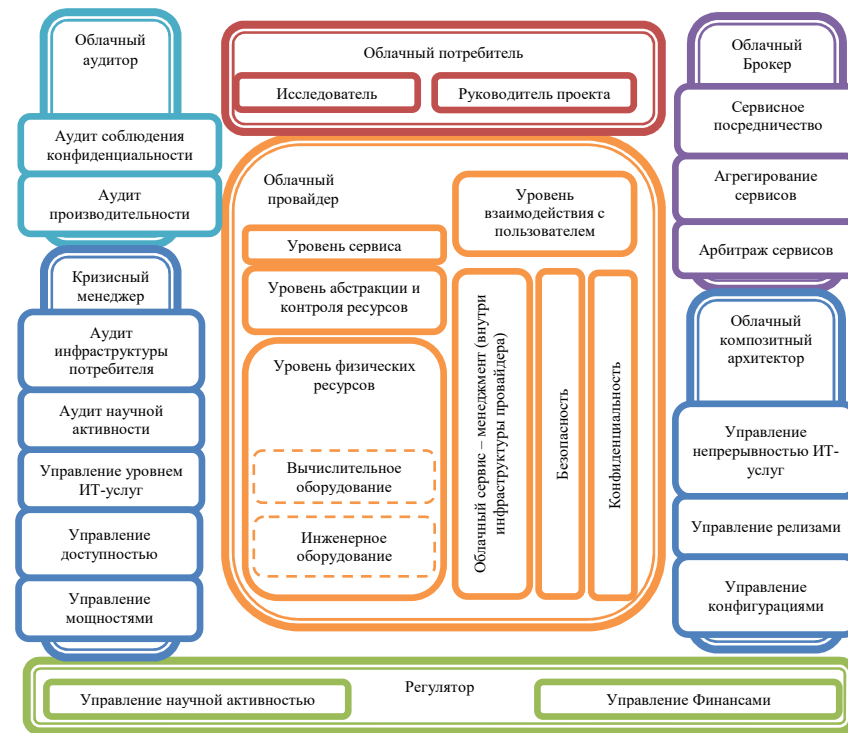 Облачный
аудитор
Аудит соблюдения
конфиденциальности
Аудит
производительности
Кризисный
менеджер
Аудит
инфраструктуры
потребителя
Аудит научной
активности
Управление уровнем
ИТ-услуг
Управление
доступностью
Управление
мощностями
Облачный потребитель
Исследователь
Руководитель проекта
Облачный
провайдер
Уровень
взаимодействия с
пользователем
Уровень сервиса
Уровень абстракции и
контроля ресурсов
Уровень физических
ресурсов
Вычислительное
оборудование
Инженерное
оборудование
Облачный сервис – менеджмент (внутри
инфраструктуры провайдера)
Безопасность
Конфиденциальность
Облачный
Брокер
Сервисное
посредничество
Агрегирование
сервисов
Арбитраж сервисов
Облачный
композитный
архитектор
Управление
непрерывностью ИТ-
услуг
Управление релизами
Управление
конфигурациями
Регулятор
Управление научной активностью
Управление Финансами